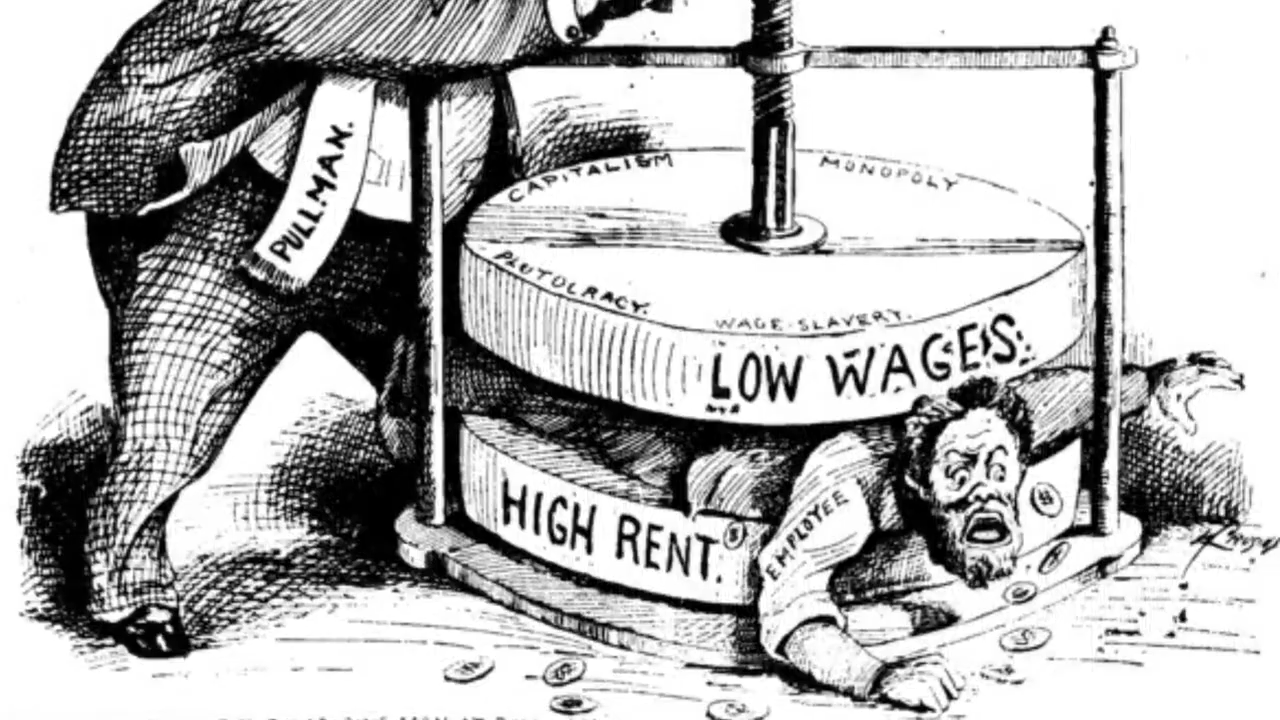 PULLMAN.
CAPITALISM
MONOPOLY
PLUTOCRACY.
WAGE-SLAVERY.
LOW WAGES.
HIGH RENT.
EMPLOYEE
$